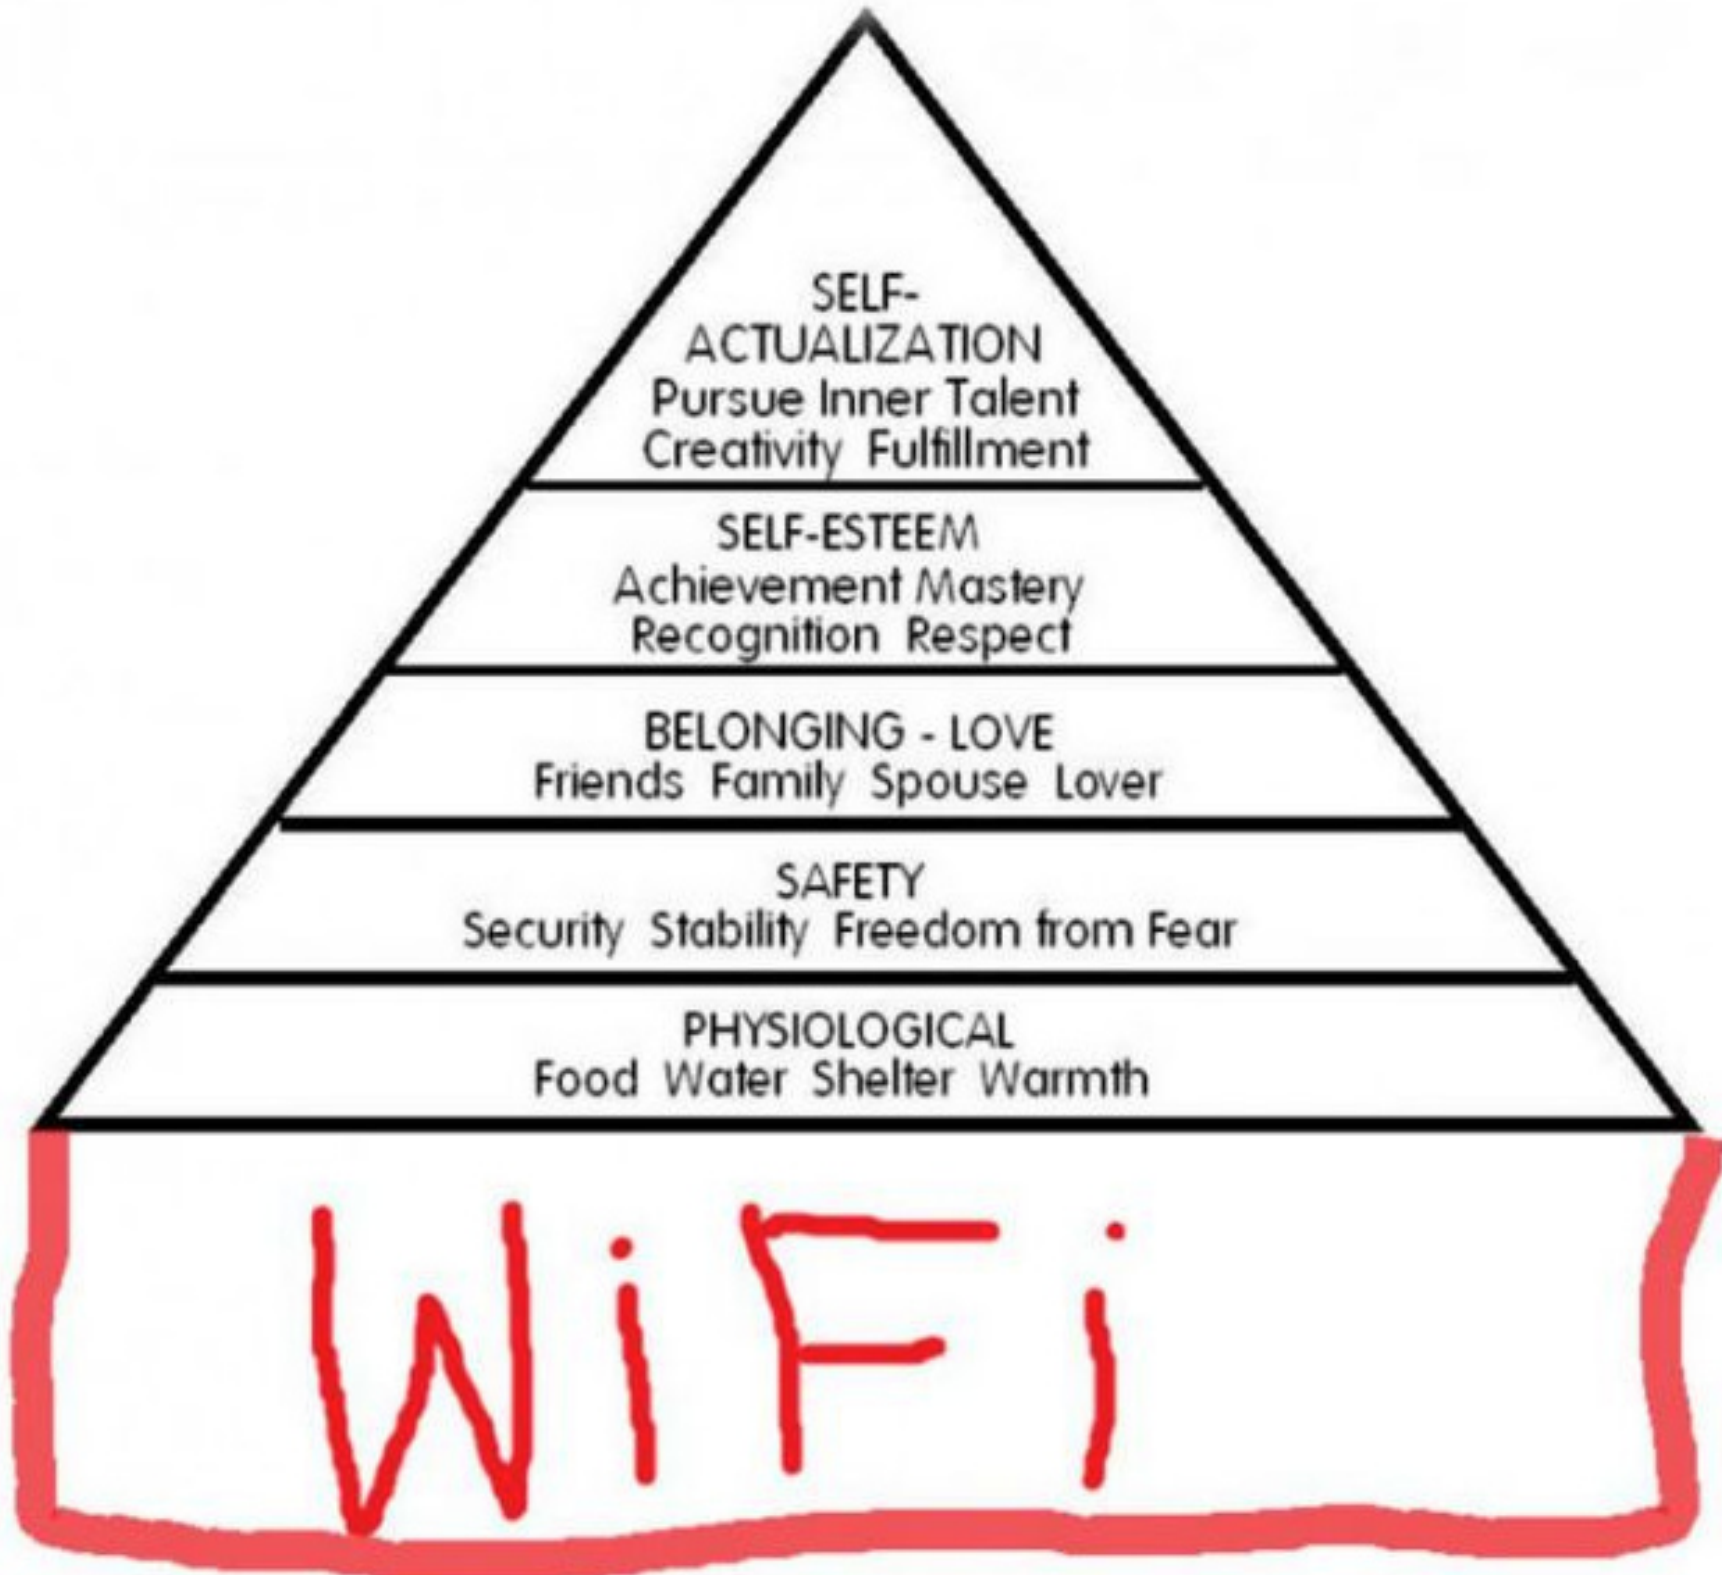 SELF-
ACTUALIZATION
Pursue Inner Talent
Creativity Fulfillment
SELF-ESTEEM
Achievement Mastery
Recognition Respect
BELONGING - LOVE
Friends Family Spouse Lover
SAFETY
Security Stability Freedom from Fear
PHYSIOLOGICAL
Food Water Shelter Warmth
WiFi